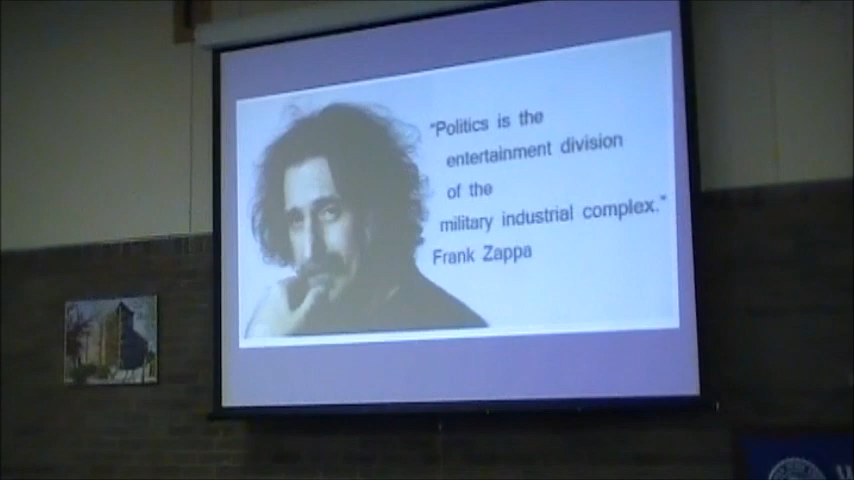 "Politics is the
entertainment division
of the
military industrial complex."
Frank Zappa